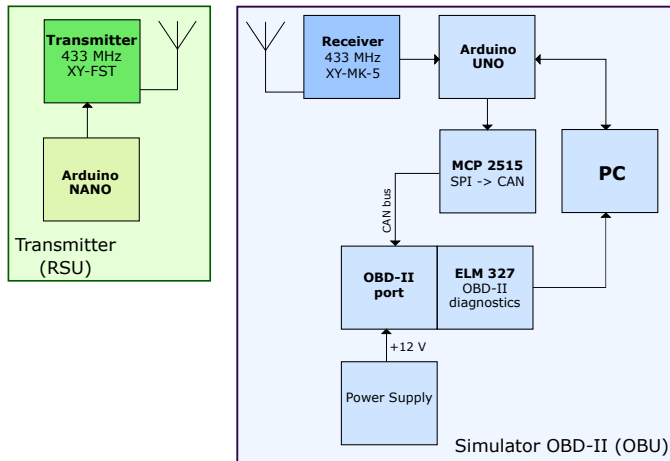 Transmitter
433 MHz
XY-FST
Arduino
NANO
Transmitter
(RSU)
Receiver
433 MHz
XY-MK-5
Arduino
UNO
MCP 2515
SPI -> CAN
PC
CAN bus
OBD-II
port
ELM 327
OBD-II
diagnostics
+12 V
Power Supply
Simulator OBD-II (OBU)